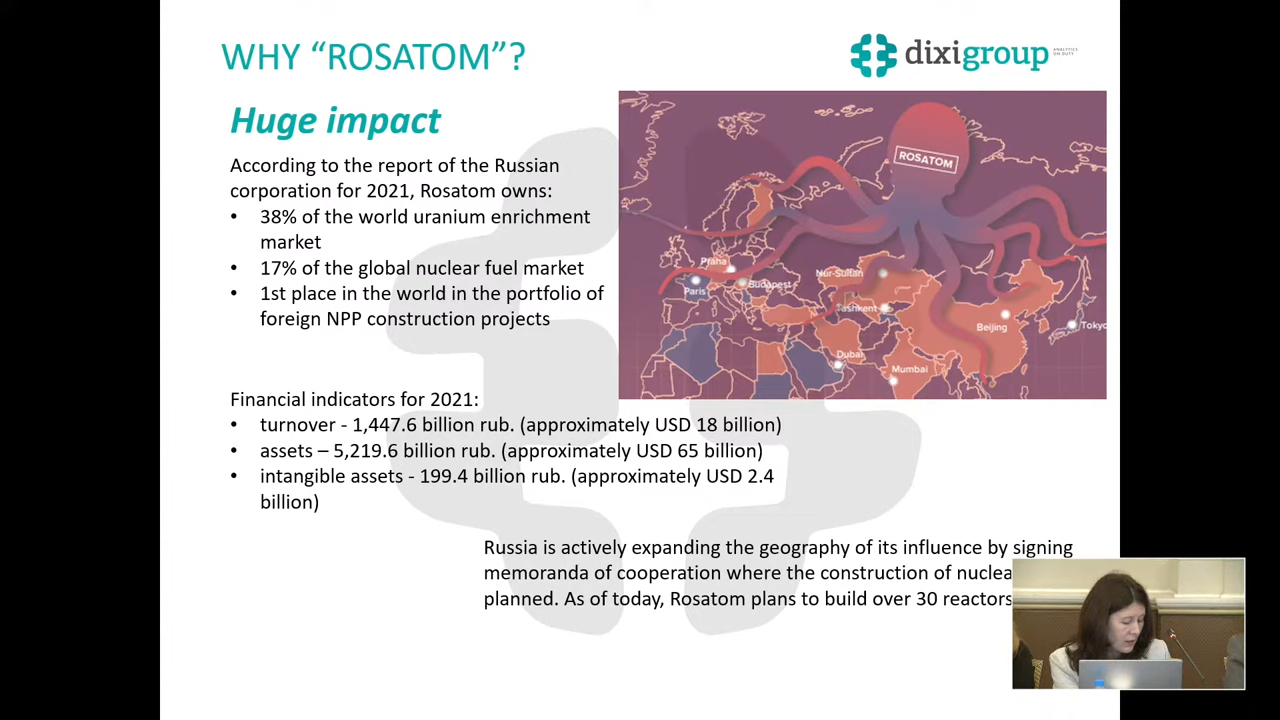 WHY “ROSATOM”?
dixigroup
ANALYTICS
ON DUTY
Huge impact
According to the report of the Russian
corporation for 2021, Rosatom owns:
• 38% of the world uranium enrichment
market
• 17% of the global nuclear fuel market
• 1st place in the world in the portfolio of
foreign NPP construction projects
ROSATOM
Praha
Paris
Budapest
Nur-Sultan
Tashkent
Beijing
Tokyo
Dubai
Mumbai
Financial indicators for 2021:
• turnover - 1,447.6 billion rub. (approximately USD 18 billion)
• assets – 5,219.6 billion rub. (approximately USD 65 billion)
• intangible assets - 199.4 billion rub. (approximately USD 2.4
billion)
Russia is actively expanding the geography of its influence by signing
memoranda of cooperation where the construction of nuclea
planned. As of today, Rosatom plans to build over 30 reactors